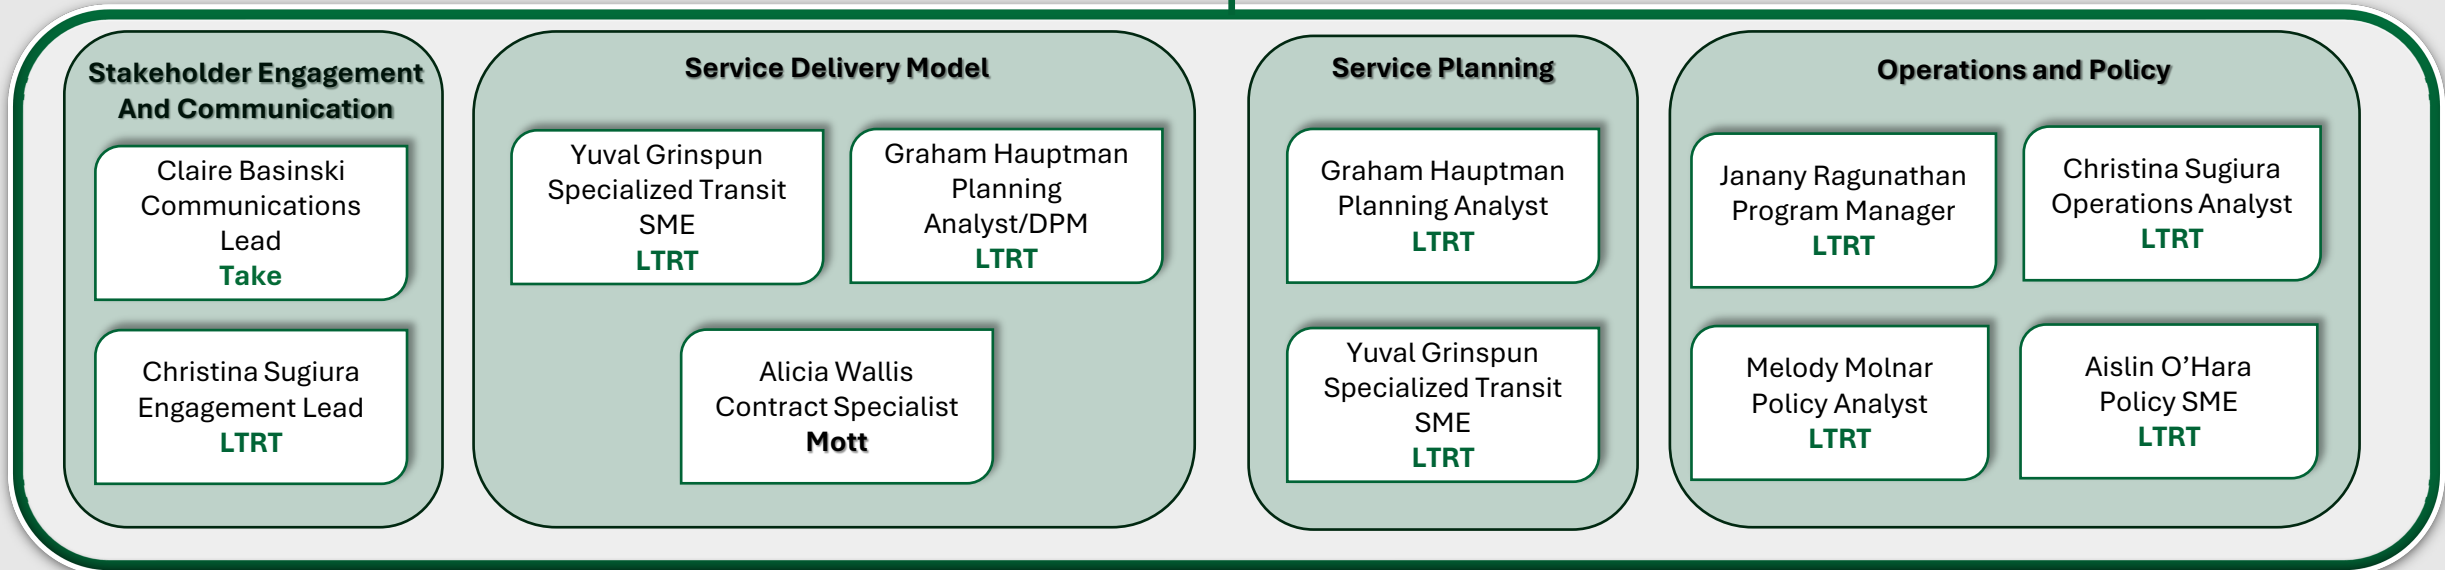 Stakeholder Engagement
And Communication
Claire Basinski
Communications
Lead
Take
Christina Sugiura
Engagement Lead
LTRT
Service Delivery Model
Yuval Grinspun
Specialized Transit
SME
LTRT
Graham Hauptman
Planning
Analyst/DPM
LTRT
Alicia Wallis
Contract Specialist
Mott
Service Planning
Graham Hauptman
Planning Analyst
LTRT
Yuval Grinspun
Specialized Transit
SME
LTRT
Operations and Policy
Janany Ragunathan
Program Manager
LTRT
Christina Sugiura
Operations Analyst
LTRT
Melody Molnar
Policy Analyst
LTRT
Aislin O’Hara
Policy SME
LTRT